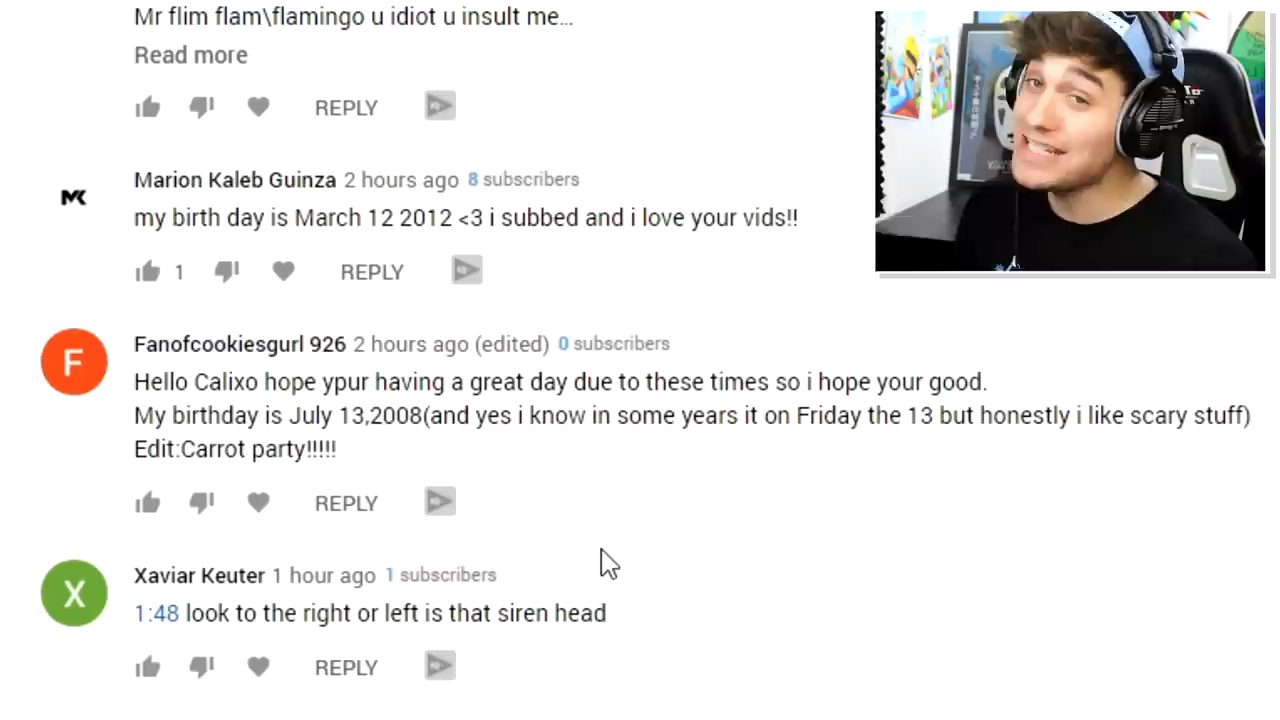 Mr flim flam\flamingo u idiot u insult me...
Read more
REPLY
Marion Kaleb Guinza 2 hours ago 8 subscribers
my birth day is March 12 2012 <3 i subbed and i love your vids!!
1 REPLY
F
Fanofcookiesgurl 926 2 hours ago (edited) 0 subscribers
Hello Calixo hope ypur having a great day due to these times so i hope your good.
My birthday is July 13,2008(and yes i know in some years it on Friday the 13 but honestly i like scary stuff)
Edit:Carrot party!!!!!
REPLY
X
Xaviar Keuter 1 hour ago 1 subscribers
1:48 look to the right or left is that siren head
REPLY